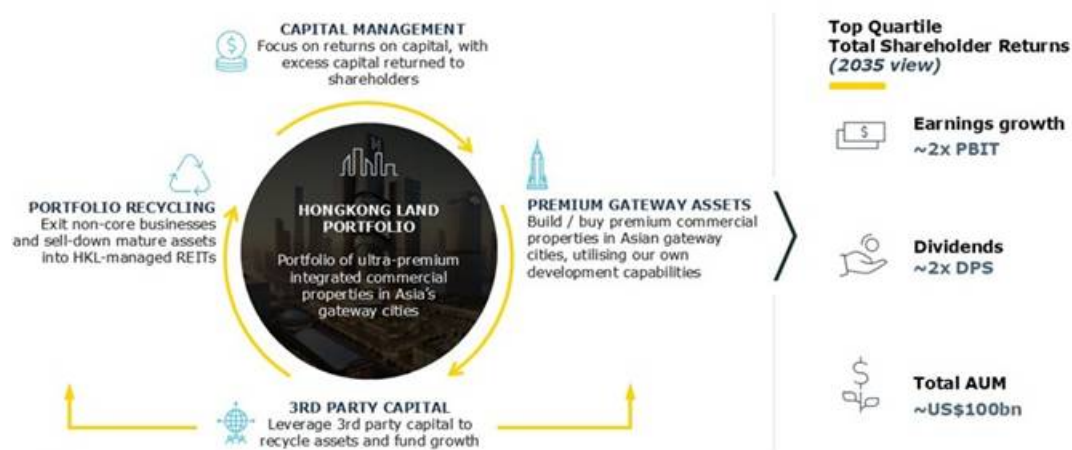 CAPITAL MANAGEMENT
Focus on returns on capital, with
excess capital returned to
shareholders
PORTFOLIO RECYCLING
Exit non-core businesses
and sell-down mature assets
into HKL-managed REITs
HONGKONG LAND
PORTFOLIO
Portfolio of ultra-premium
integrated commercial
properties in Asia's
gateway cities
PREMIUM GATEWAY ASSETS
Build / buy premium commercial
properties in Asian gateway
cities, utilising our own
development capabilities
3RD PARTY CAPITAL
Leverage 3rd party capital to
recycle assets and fund growth
Top Quartile
Total Shareholder Returns
(2035 view)
$
Earnings growth
~2x PBIT
Dividends
~2x DPS
$
Total AUM
~US$100bn